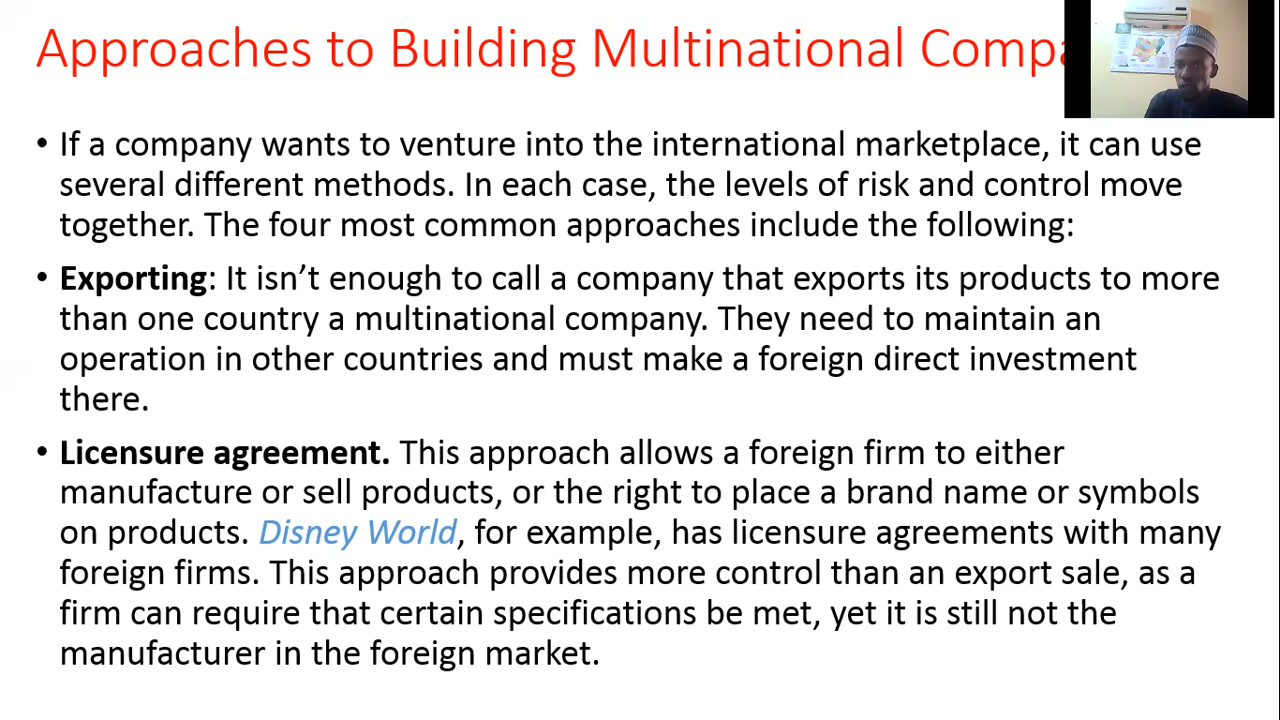 Approaches to Building Multinational Compa
• If a company wants to venture into the international marketplace, it can use
several different methods. In each case, the levels of risk and control move
together. The four most common approaches include the following:
• Exporting: It isn’t enough to call a company that exports its products to more
than one country a multinational company. They need to maintain an
operation in other countries and must make a foreign direct investment
there.
• Licensure agreement. This approach allows a foreign firm to either
manufacture or sell products, or the right to place a brand name or symbols
on products. Disney World, for example, has licensure agreements with many
foreign firms. This approach provides more control than an export sale, as a
firm can require that certain specifications be met, yet it is still not the
manufacturer in the foreign market.